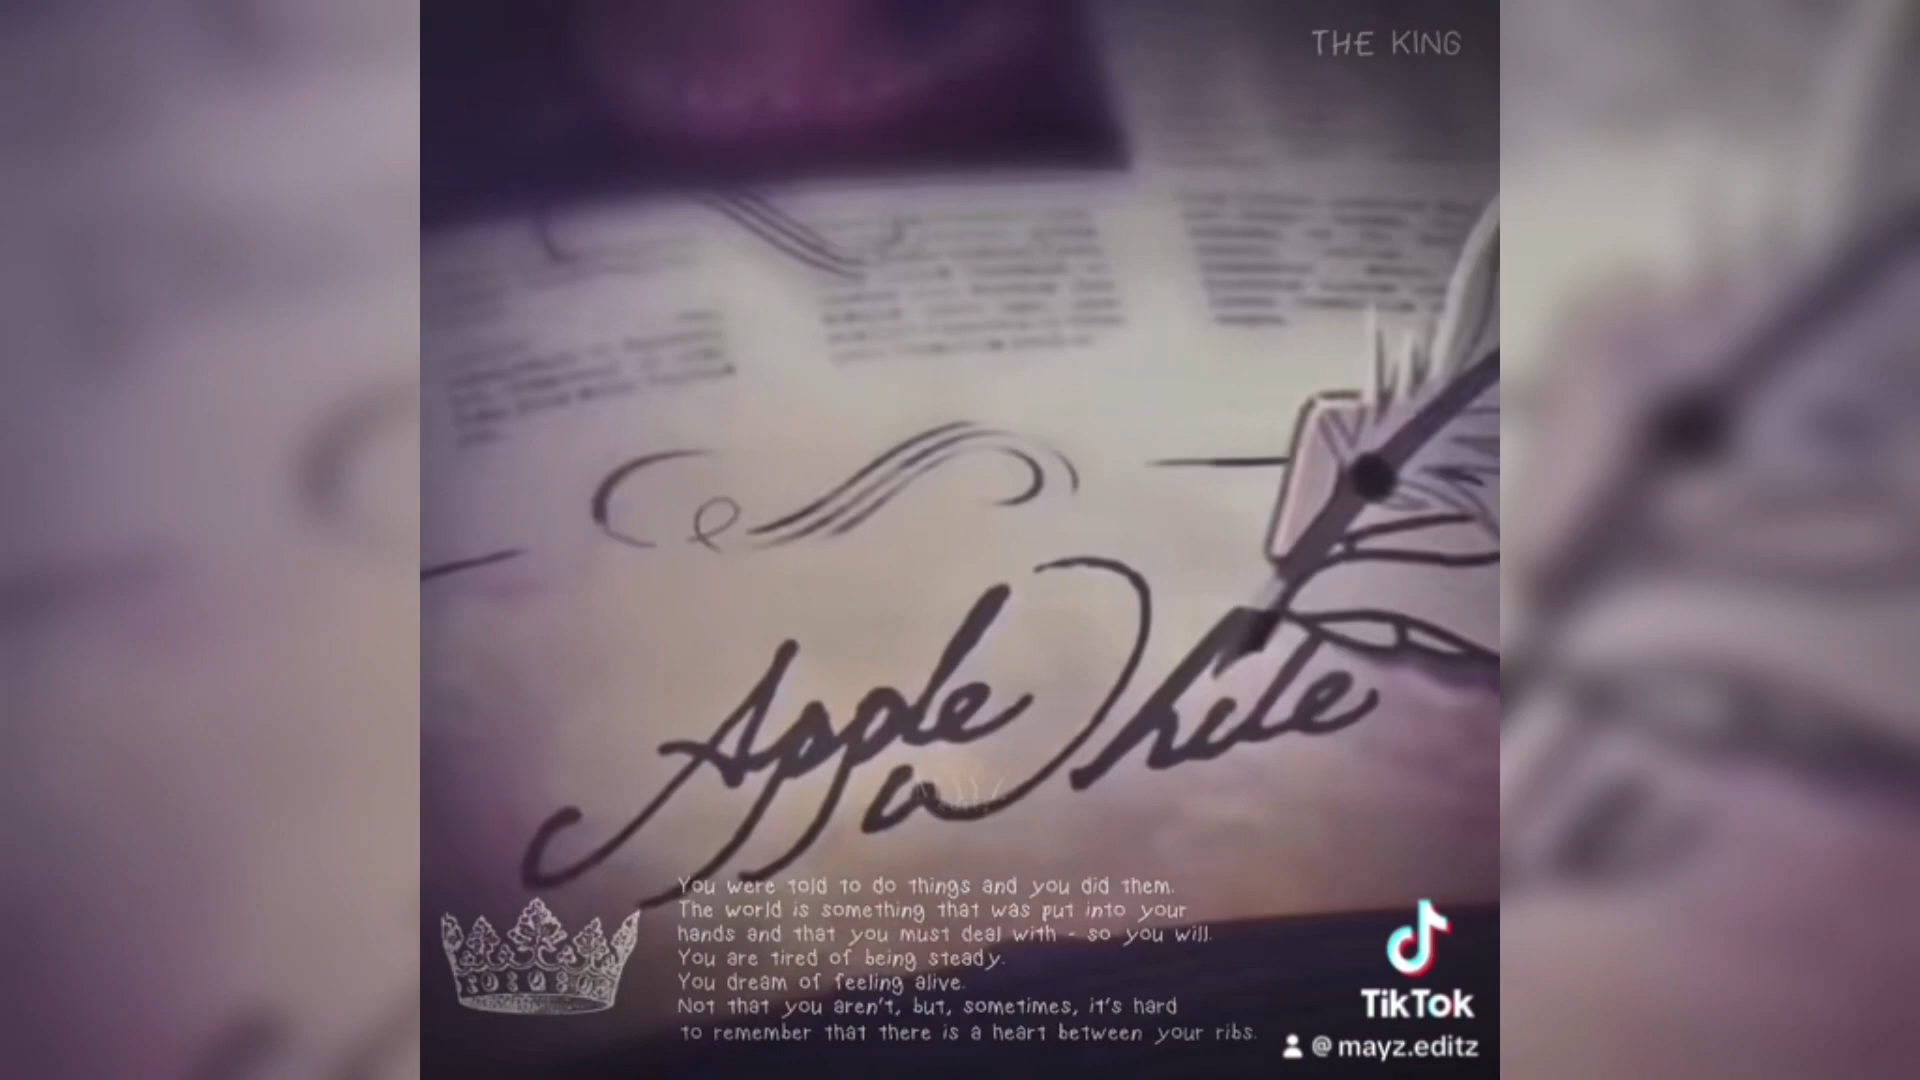 THE KING
Apple White
You were told to do things and you did them.
The world is something that was put into your
hands and that you must deal with - so you will.
You are tired of being steady.
You dream of feeling alive.
Not that you aren't, but, sometimes, it's hard
to remember that there is a heart between your ribs.
TikTok
@mayz.editz